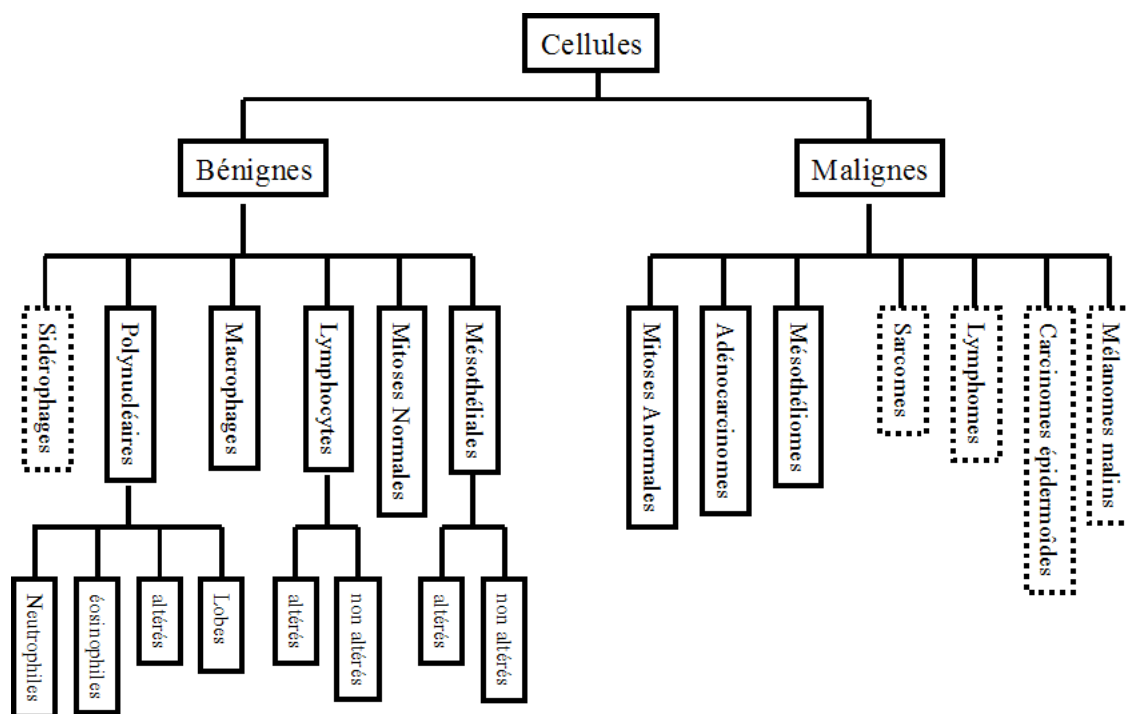 Cellules
Bénignes
Malignes
Sidérophages
Polynucléaires
Macrophages
Lymphocytes
Mitoses Normales
Mésothéliales
Mitoses Anormales
Adénocarcinomes
Mésothéliomes
Sarcomes
Lymphomes
Carcinomes épidermoîdes
Mélanomes malins
Neutrophiles
éosinophiles
altérés
Lobes
altérés
non altérés
altérés
non altérés